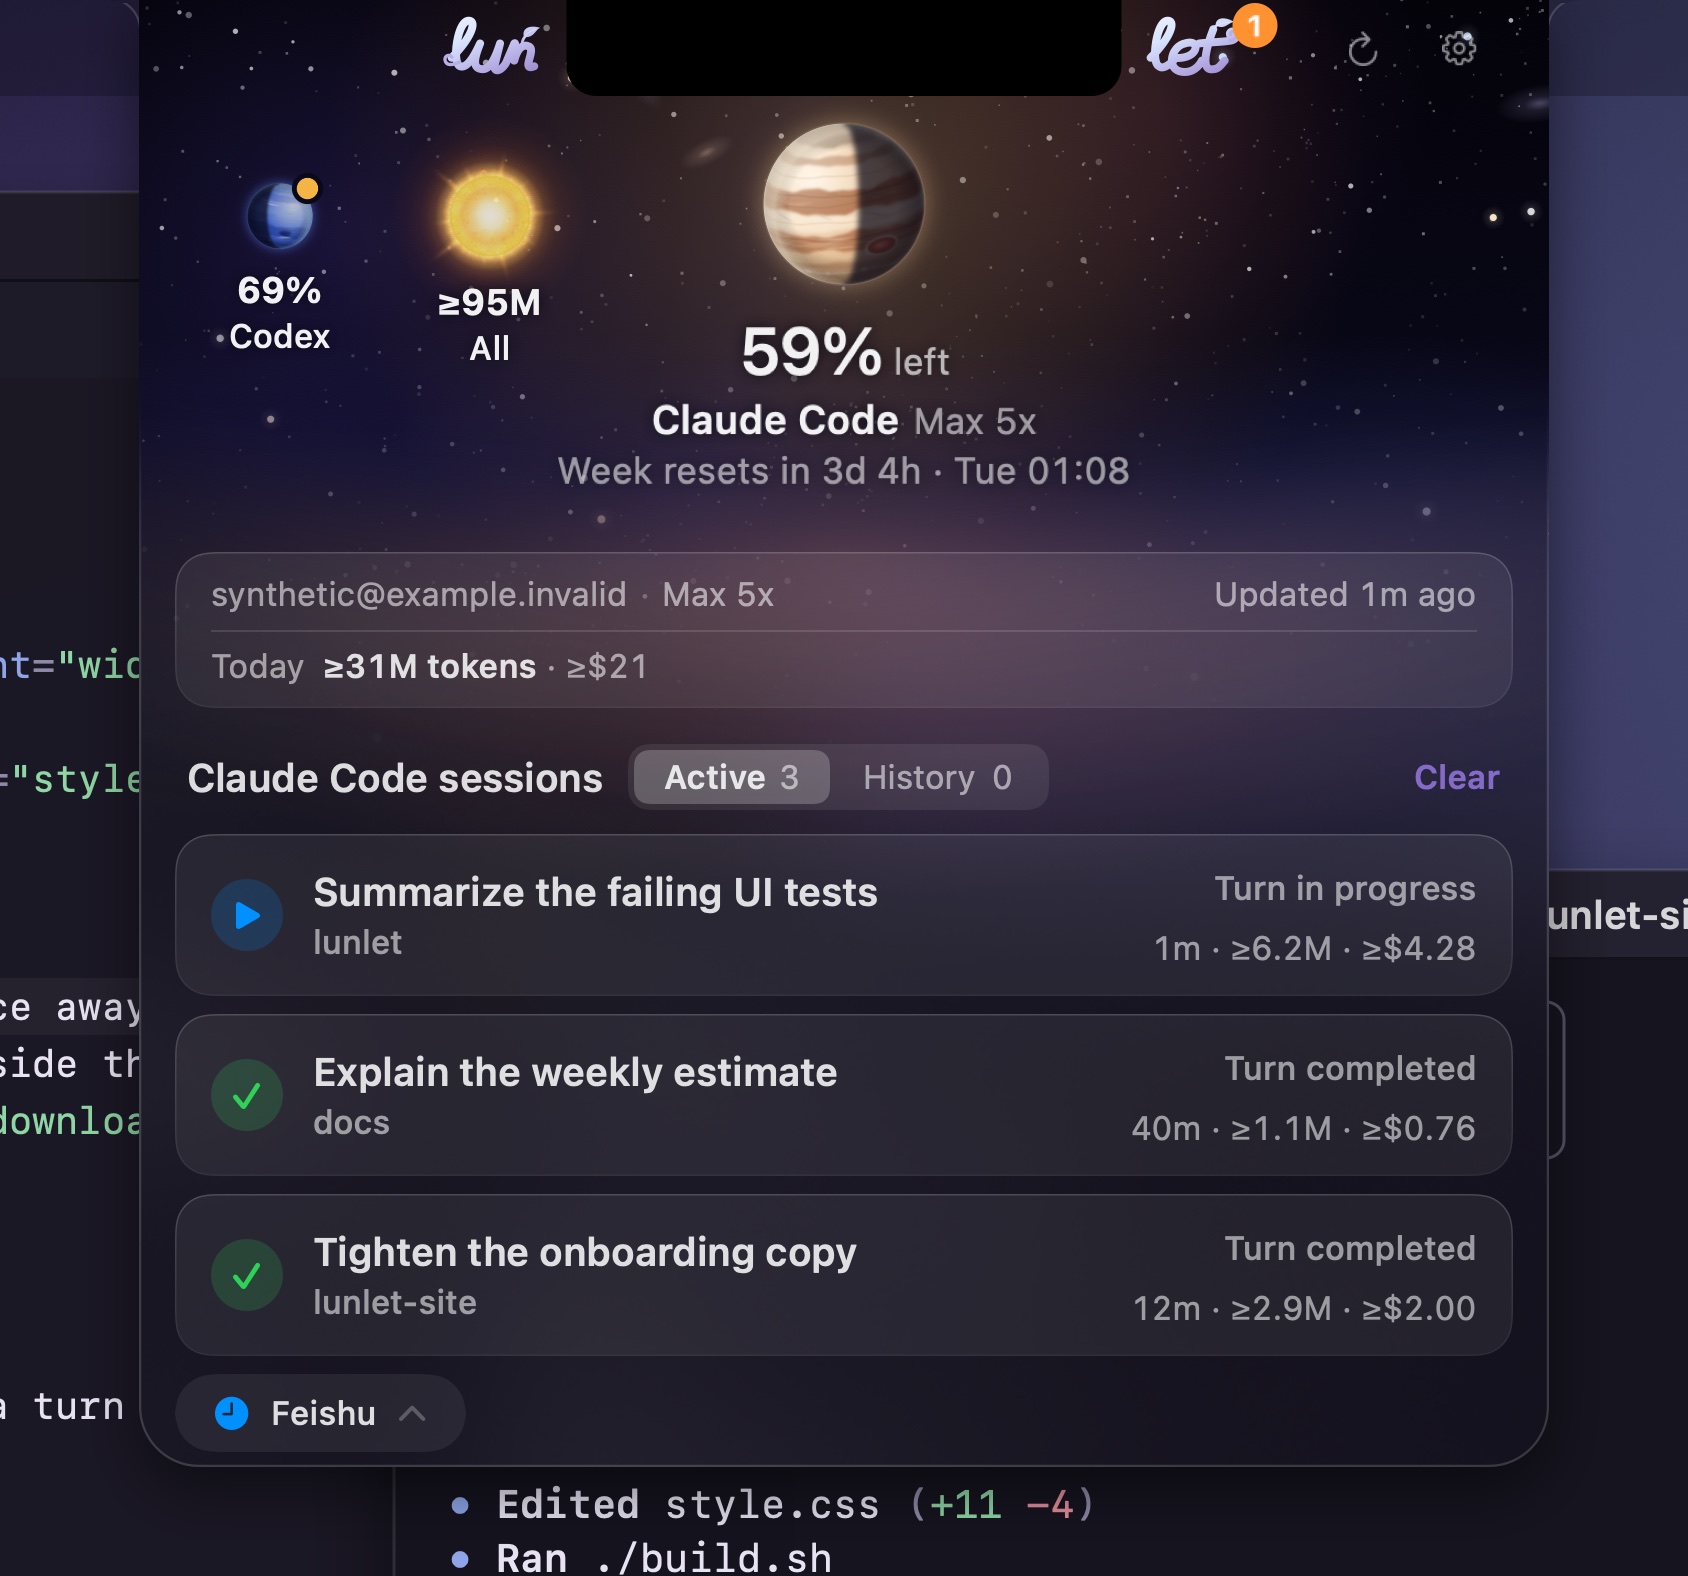 lun let 1
69%
Codex
≥95M
All
59% left
Claude Code Max 5x
Week resets in 3d 4h · Tue 01:08
synthetic@example.invalid · Max 5x Updated 1m ago
Today ≥31M tokens · ≥$21
Claude Code sessions Active 3 History 0 Clear
Summarize the failing UI tests Turn in progress
lunlet 1m · ≥6.2M · ≥$4.28
Explain the weekly estimate Turn completed
docs 40m · ≥1.1M · ≥$0.76
Tighten the onboarding copy Turn completed
lunlet-site 12m · ≥2.9M · ≥$2.00
Feishu
nt="wid
="style
ce away
side th
downloa
a turn
unlet-si
• Edited style.css (+11 −4)
• Ran ./build.sh